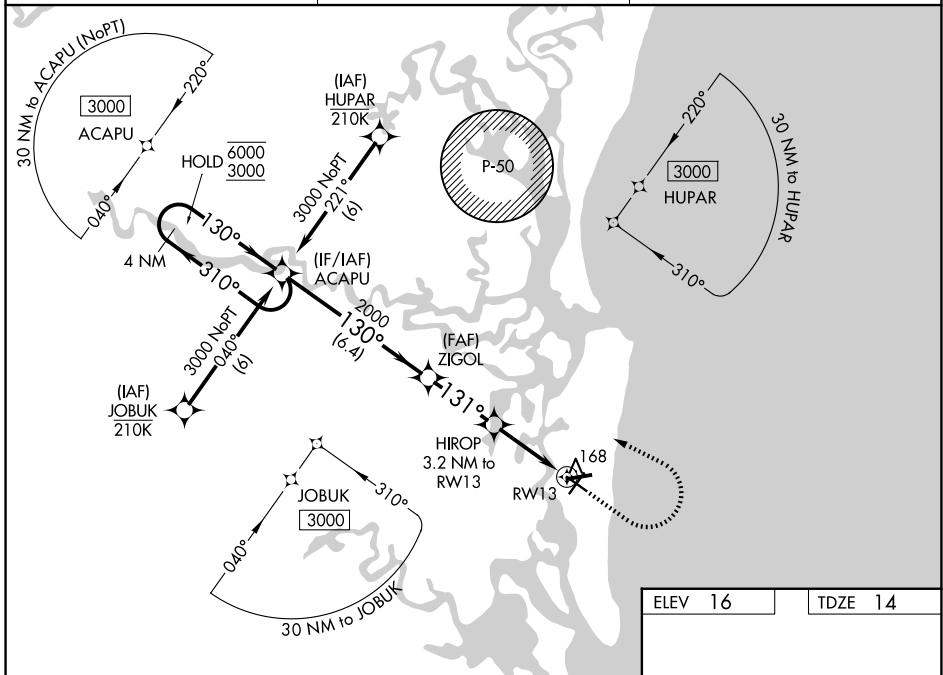 30 NM to ACAPU (NoPT)
220°
3000
ACAPU
040°
HOLD
6000
3000
4 NM
130°
310°
(IAF)
HUPAR
210K
3000 NoPT
221°
(6)
P-50
220°
3000
HUPAR
310°
30 NM to HUPAR
(IF/IAF)
ACAPU
2000
130°
(6.4)
3000 NoPT
040°
(6)
(IAF)
JOBUK
210K
(FAF)
ZIGOL
131°
HIROP
3.2 NM to
RW13
RW13
168
JOBUK
3000
310°
040°
30 NM to JOBUK
ELEV 16
TDZE 14